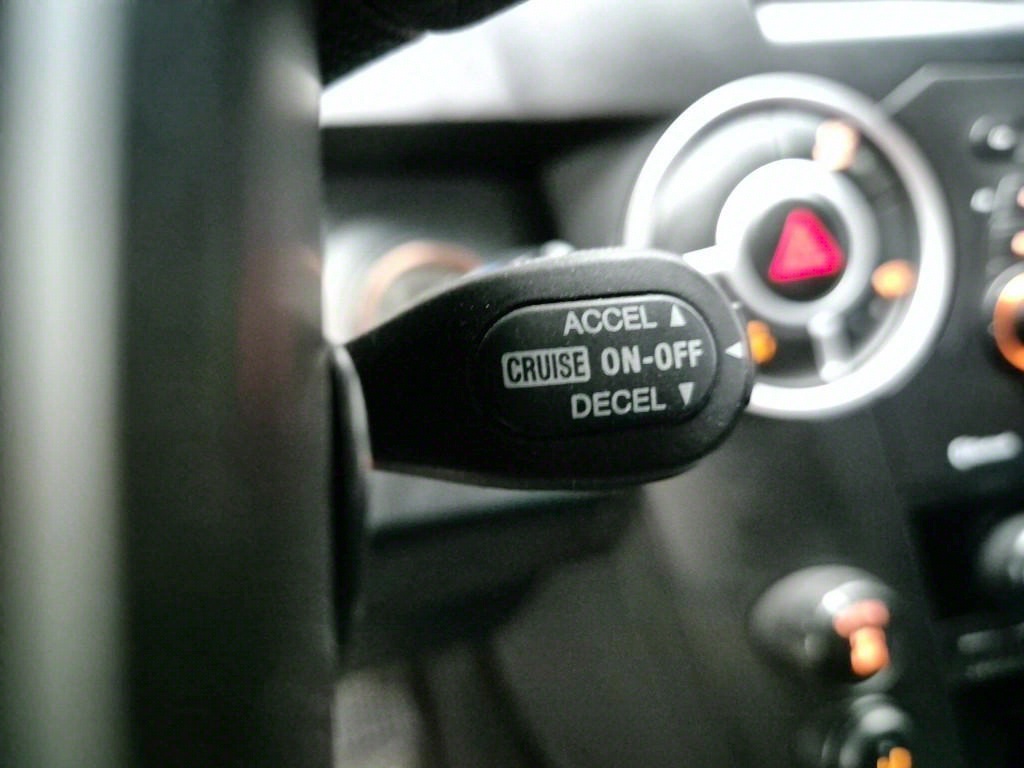 ACCEL ▲
CRUISE ON-OFF ◀
DECEL ▼